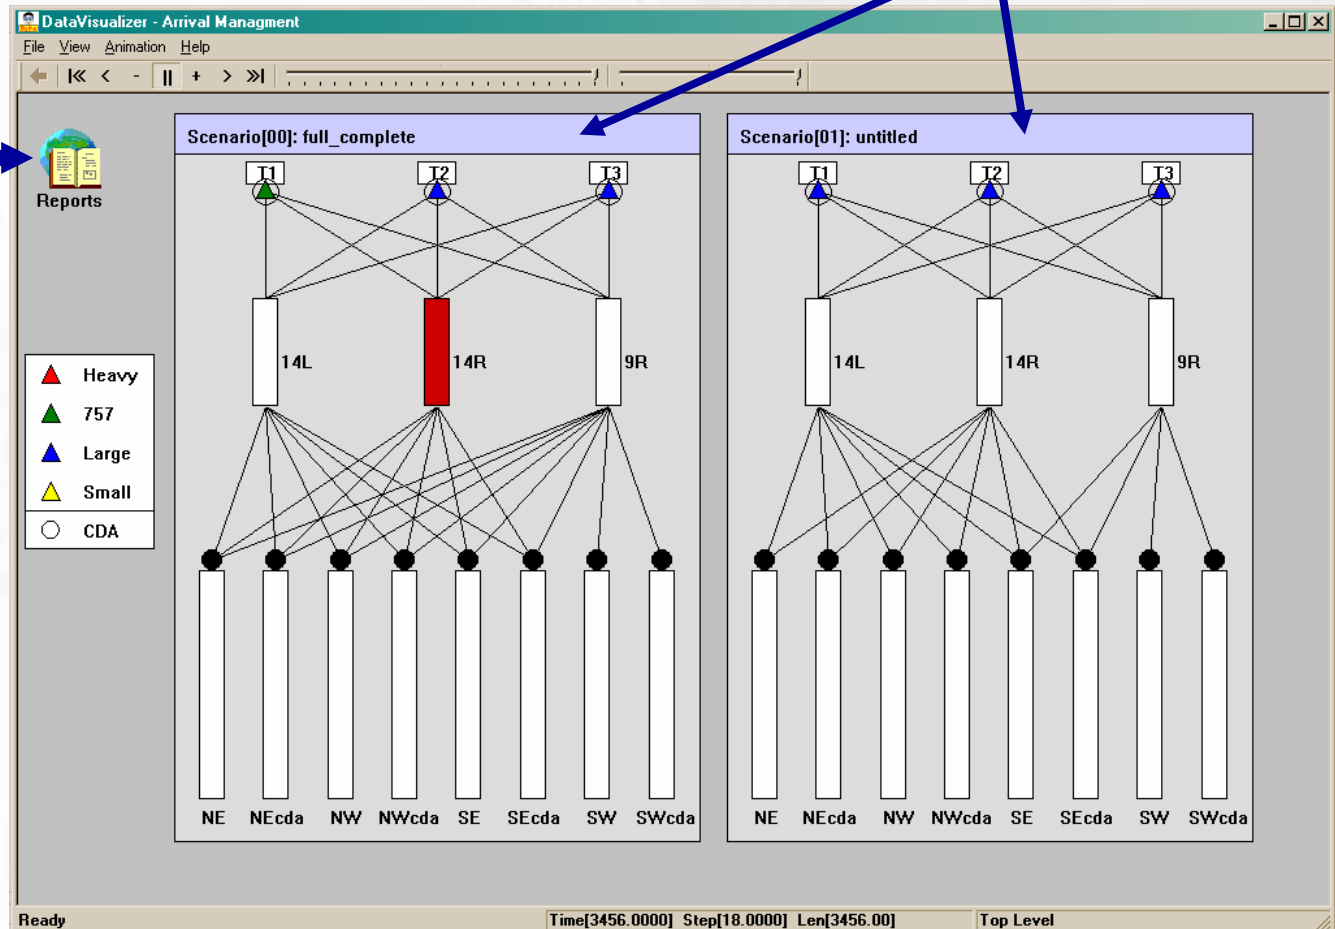 DataVisualizer - Arrival Managment
File View Animation Help
Reports
Scenario[00]: full_complete
T1 T2 T3
14L 14R 9R
NE NEcda NW NWcda SE SEcda SW SWcda
Scenario[01]: untitled
T1 T2 T3
14L 14R 9R
NE NEcda NW NWcda SE SEcda SW SWcda
Heavy
757
Large
Small
CDA
Ready Time[3456.0000] Step[18.0000] Len[3456.00] Top Level